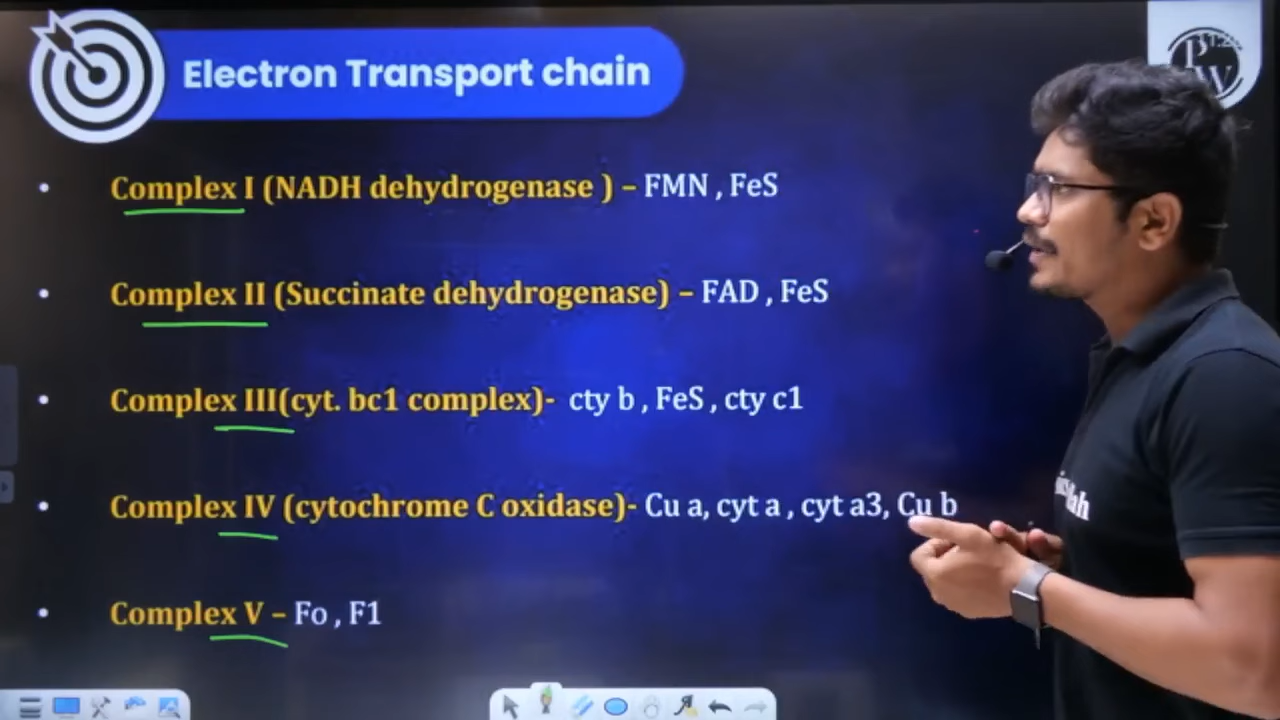 Electron Transport chain
PW
• Complex I (NADH dehydrogenase ) – FMN , FeS
• Complex II (Succinate dehydrogenase) – FAD , FeS
• Complex III(cyt. bc1 complex)- cty b , FeS , cty c1
• Complex IV (cytochrome C oxidase)- Cu a, cyt a , cyt a3, Cu b
• Complex V – Fo , F1